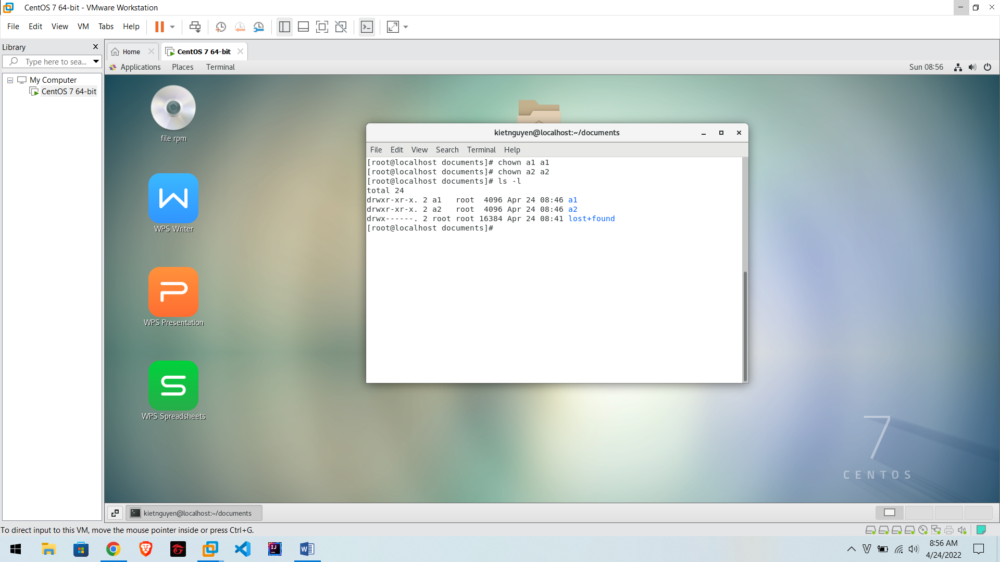 CentOS 7 64-bit - VMware Workstation
File Edit View VM Tabs Help
Library
Type here to sea...
My Computer
CentOS 7 64-bit
Home
CentOS 7 64-bit
Applications Places Terminal
Sun 08:56
file rpm
WPS Writer
WPS Presentation
WPS Spreadsheets
kietnguyen@localhost:~/documents
File Edit View Search Terminal Help
[root@localhost documents]# chown a1 a1
[root@localhost documents]# chown a2 a2
[root@localhost documents]# ls -l
total 24
drwxr-xr-x. 2 a1   root  4096 Apr 24 08:46 a1
drwxr-xr-x. 2 a2   root  4096 Apr 24 08:46 a2
drwx------. 2 root root 16384 Apr 24 08:41 lost+found
[root@localhost documents]#
7
CENTOS
kietnguyen@localhost:~/documents
To direct input to this VM, move the mouse pointer inside or press Ctrl+G.
8:56 AM
4/24/2022